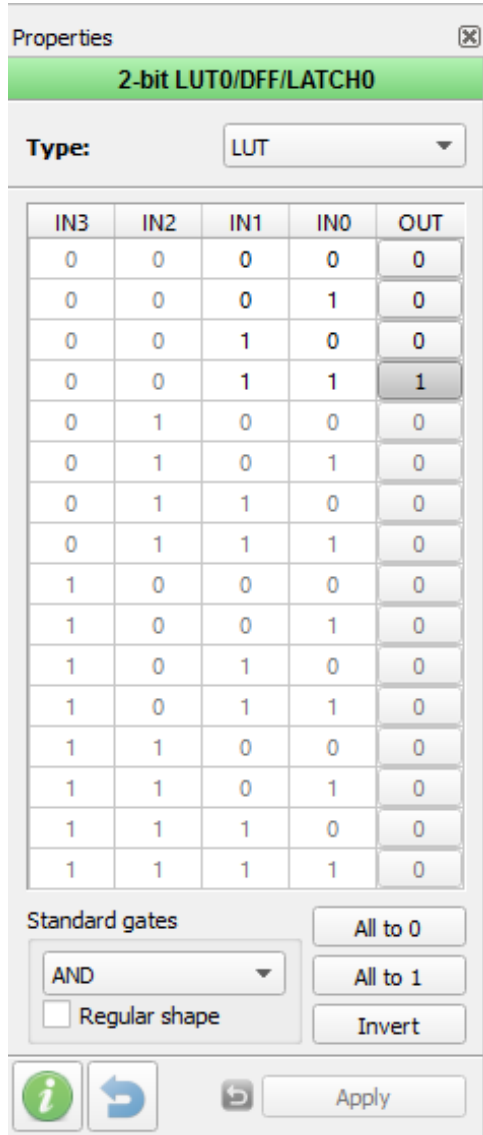 Properties
2-bit LUT0/DFF/LATCH0
Type: LUT
IN3 IN2 IN1 IN0 OUT
0 0 0 0 0
0 0 0 1 0
0 0 1 0 0
0 0 1 1 1
0 1 0 0 0
0 1 0 1 0
0 1 1 0 0
0 1 1 1 0
1 0 0 0 0
1 0 0 1 0
1 0 1 0 0
1 0 1 1 0
1 1 0 0 0
1 1 0 1 0
1 1 1 0 0
1 1 1 1 0
Standard gates
All to 0
AND
All to 1
Regular shape
Invert
Apply